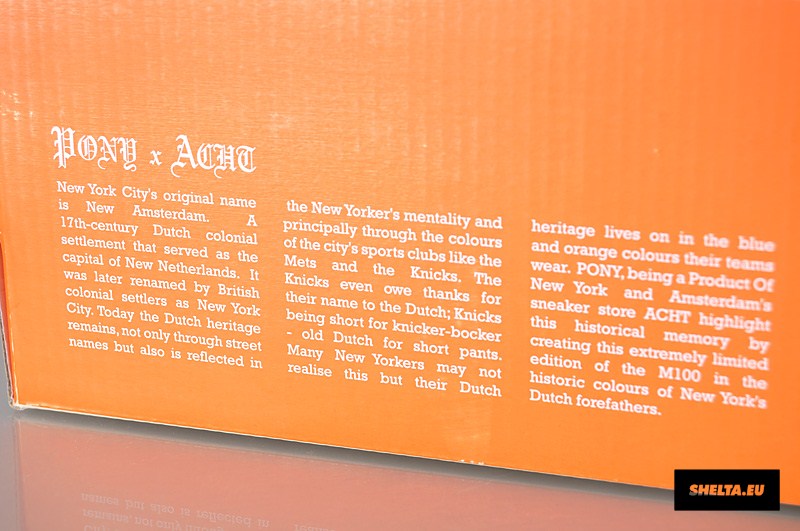 PONY x ACHT
New York City's original name
is New Amsterdam. A
17th-century Dutch colonial
settlement that served as the
capital of New Netherlands. It
was later renamed by British
colonial settlers as New York
City. Today the Dutch heritage
remains, not only through street
names but also is reflected in
the New Yorker's mentality and
principally through the colours
of the city's sports clubs like the
Mets and the Knicks. The
Knicks even owe thanks for
their name to the Dutch; Knicks
being short for knicker-bocker
- old Dutch for short pants.
Many New Yorkers may not
realise this but their Dutch
heritage lives on in the blue
and orange colours their teams
wear. PONY, being a Product Of
New York and Amsterdam's
sneaker store ACHT highlight
this historical memory by
creating this extremely limited
edition of the M100 in the
historic colours of New York's
Dutch forefathers.
SHELTA.EU